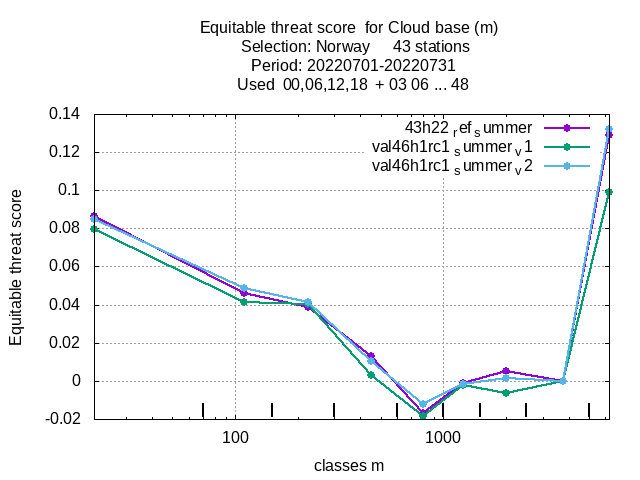 Equitable threat score for Cloud base (m)
Selection: Norway 43 stations
Period: 20220701-20220731
Used 00,06,12,18 + 03 06 ... 48
0.14
43h22 ref summer
val46h1rc1 summer v1
val46h1rc1 summer v2
0.12
0.1
0.08
0.06
0.04
0.02
0
-0.02
Equitable threat score
100
1000
classes m